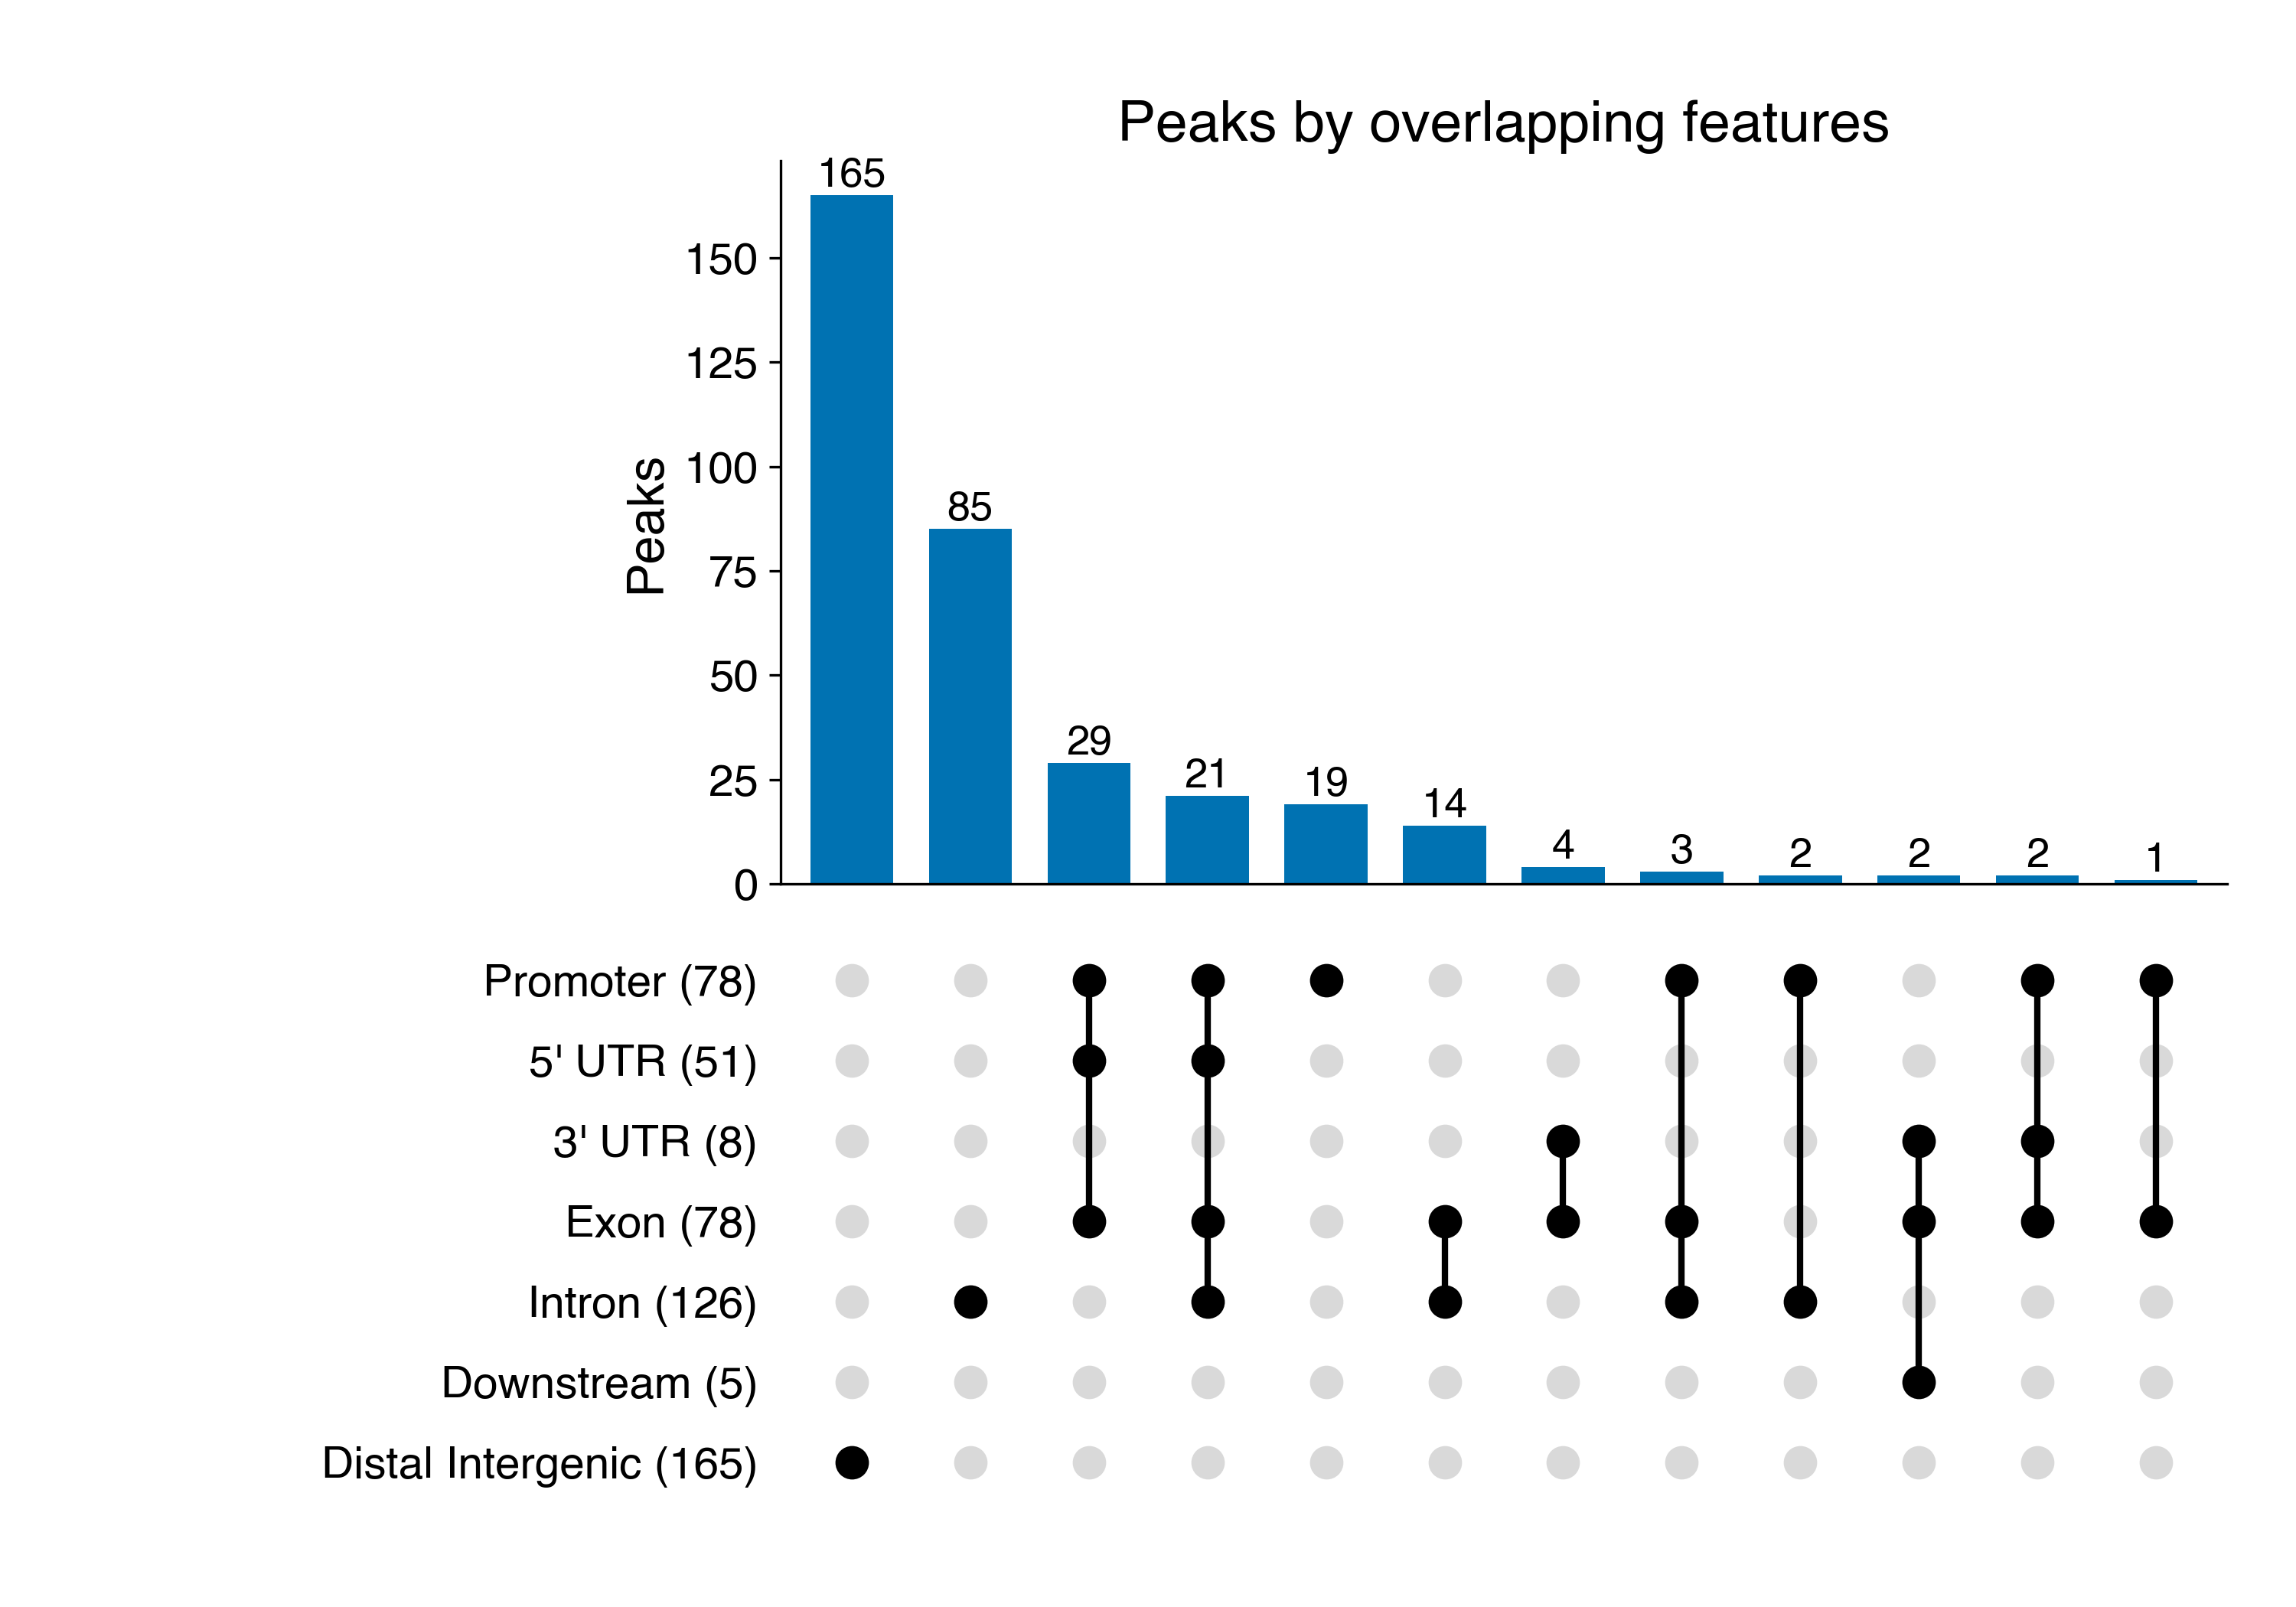 Peaks by overlapping features
165
150
125
100
85
75
50
29
25
21
19
14
4
3
2
2
2
1
0
Peaks
Promoter (78)
5' UTR (51)
3' UTR (8)
Exon (78)
Intron (126)
Downstream (5)
Distal Intergenic (165)